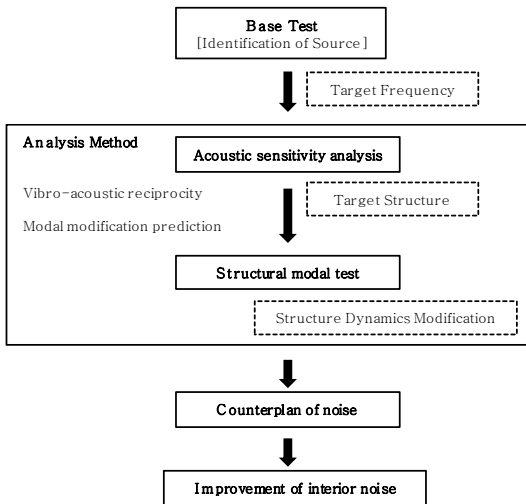 Base Test
[Identification of Source]
Target Frequency
Analysis Method
Acoustic sensitivity analysis
Vibro-acoustic reciprocity
Target Structure
Modal modification prediction
Structural modal test
Structure Dynamics Modification
Counterplan of noise
Improvement of interior noise